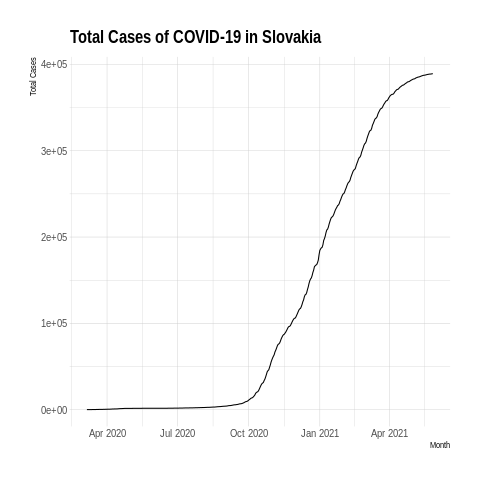 Total Cases of COVID-19 in Slovakia
Total Cases
4e+05
3e+05
2e+05
1e+05
0e+00
Apr 2020 Jul 2020 Oct 2020 Jan 2021 Apr 2021
Month